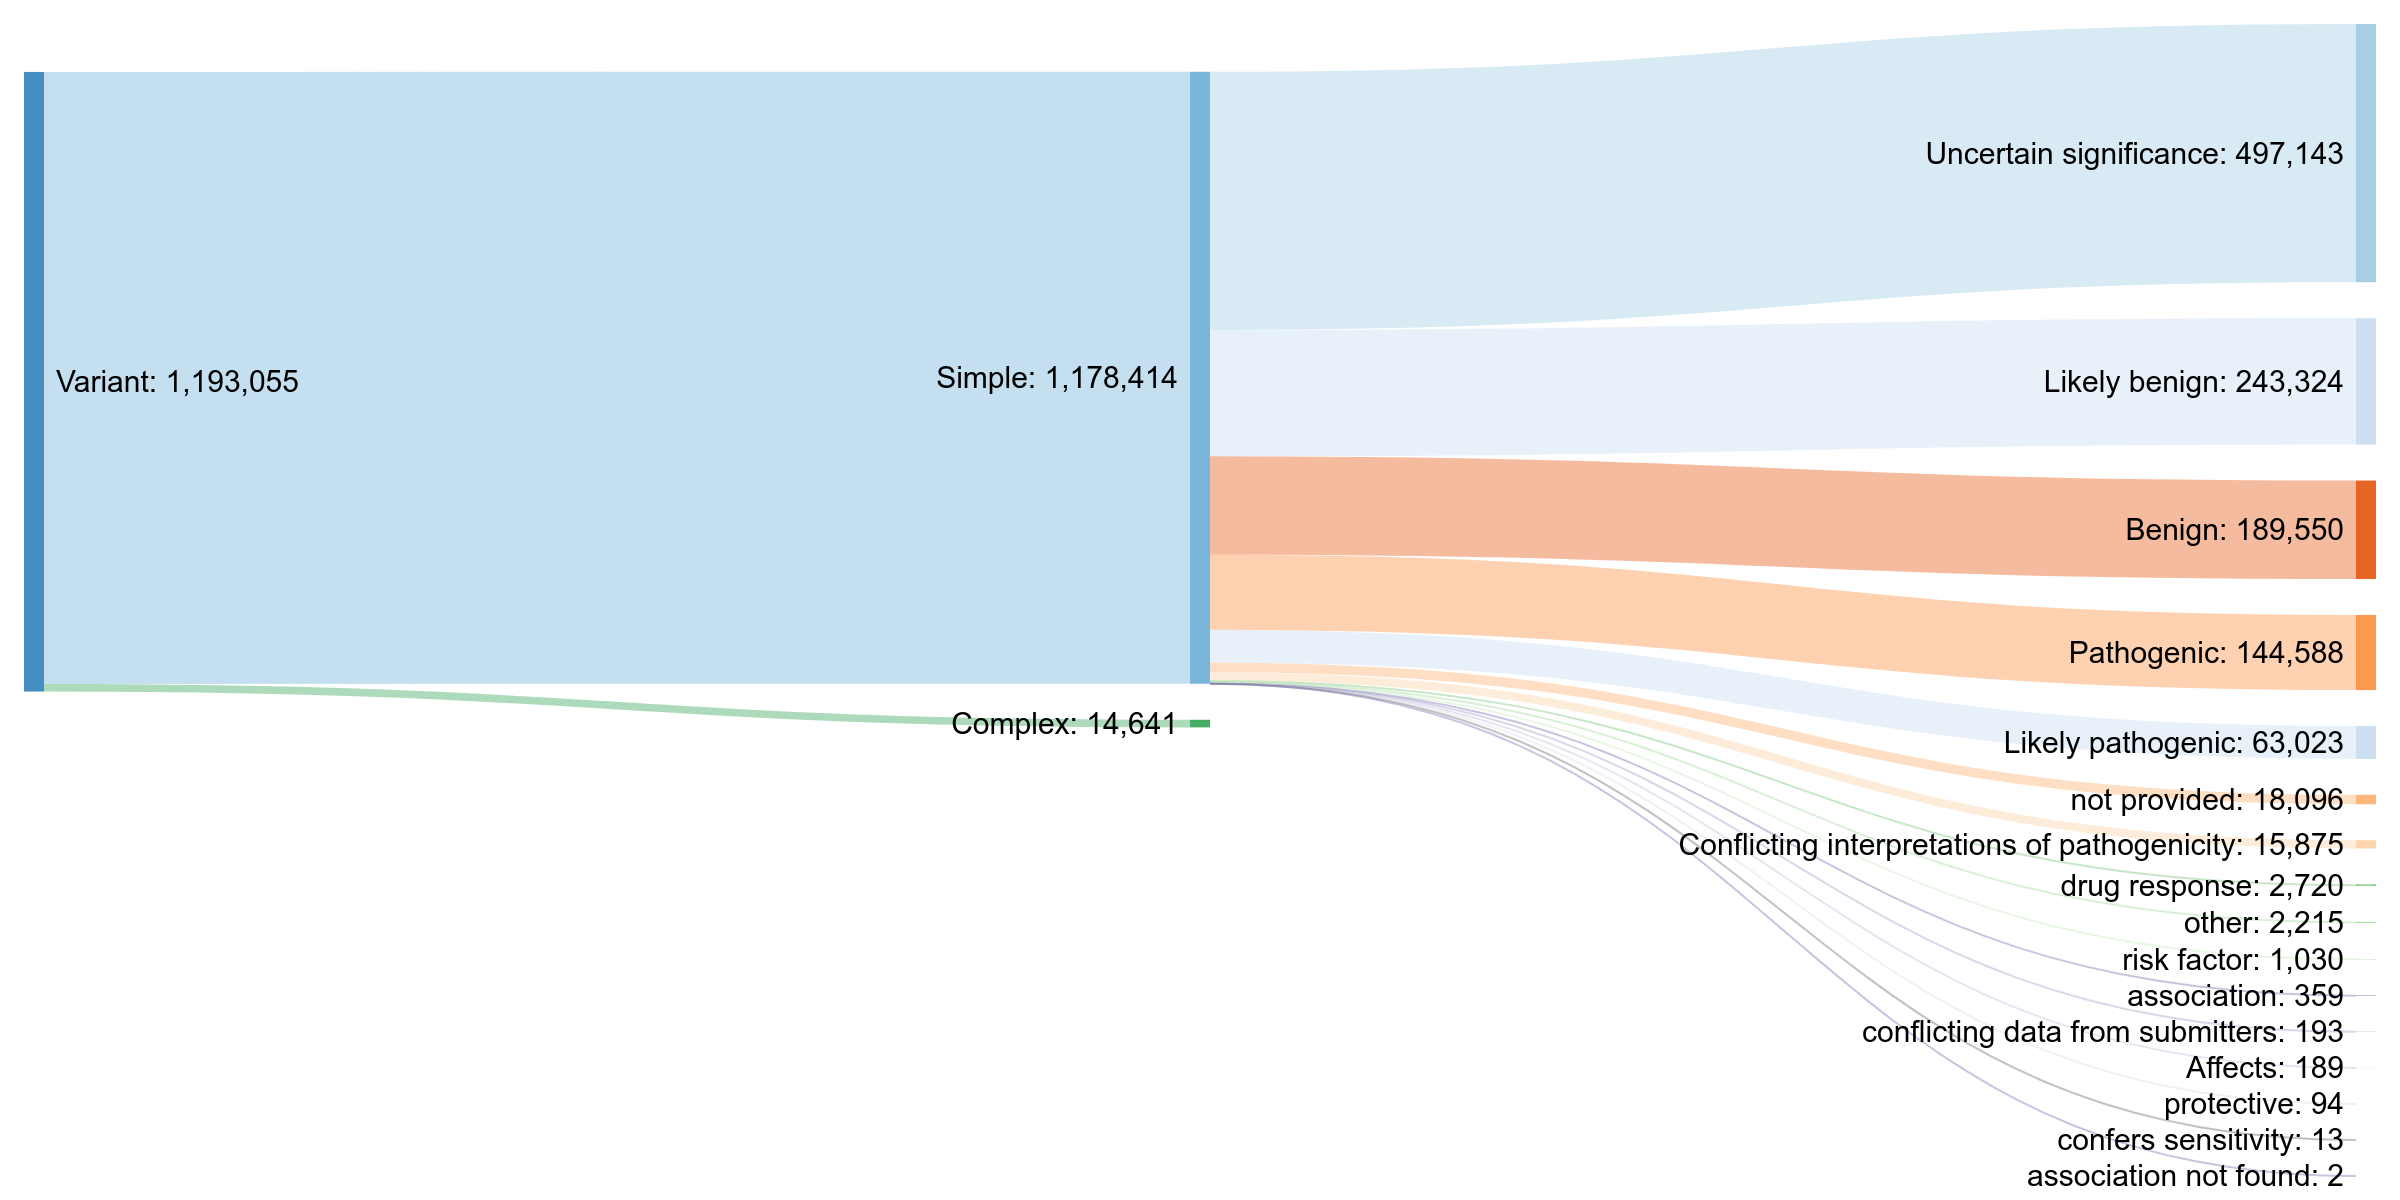 Variant: 1,193,055
Simple: 1,178,414
Complex: 14,641
Uncertain significance: 497,143
Likely benign: 243,324
Benign: 189,550
Pathogenic: 144,588
Likely pathogenic: 63,023
not provided: 18,096
Conflicting interpretations of pathogenicity: 15,875
drug response: 2,720
other: 2,215
risk factor: 1,030
association: 359
conflicting data from submitters: 193
Affects: 189
protective: 94
confers sensitivity: 13
association not found: 2